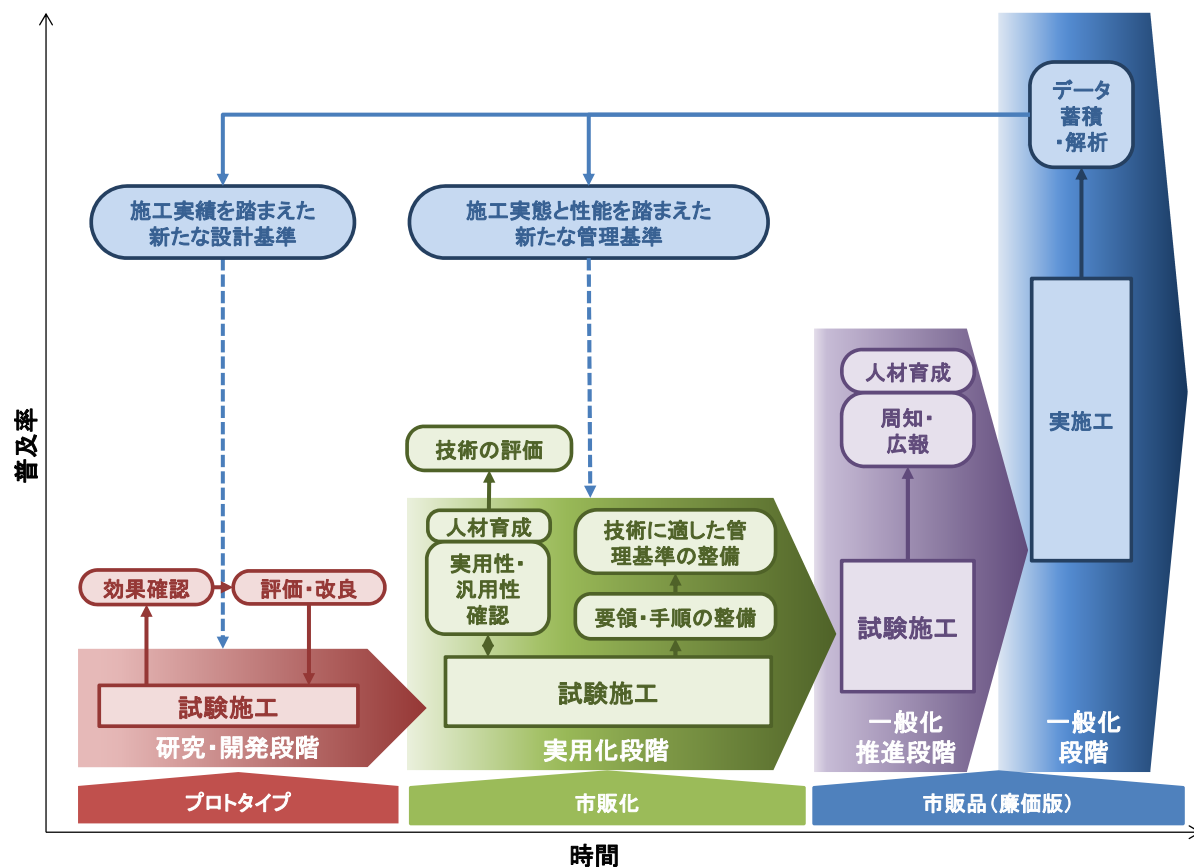 普及率
データ
蓄積
・解析
施工実績を踏まえた
新たな設計基準
施工実態と性能を踏まえた
新たな管理基準
人材育成
周知・
広報
実施工
技術の評価
人材育成
実用性・
汎用性
確認
技術に適した管
理基準の整備
要領・手順の整備
効果確認
評価・改良
試験施工
試験施工
試験施工
研究・開発段階
実用化段階
一般化
推進段階
一般化
段階
プロトタイプ
市販化
市販品(廉価版)
時間